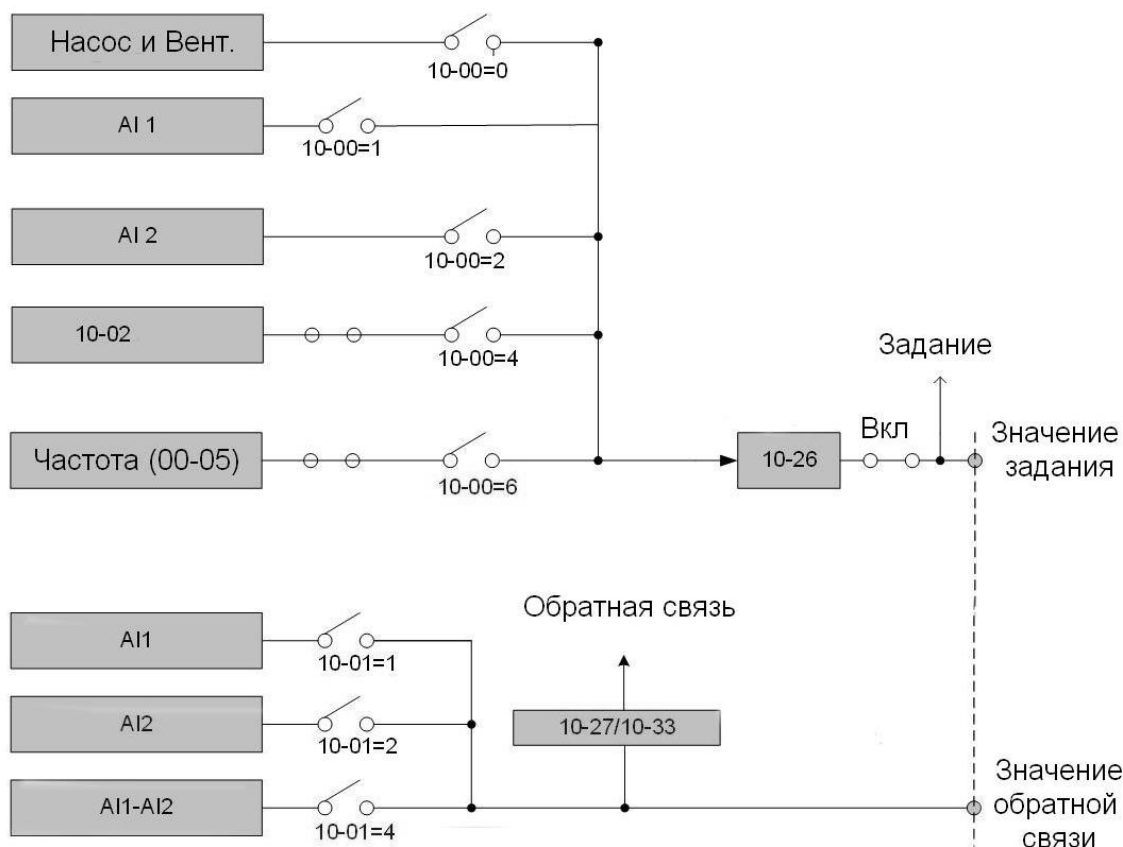 Насос и Вент.
10-00=0
AI 1
10-00=1
AI 2
10-00=2
10-02
10-00=4
Задание
Частота (00-05)
10-00=6
10-26
Вкл
Значение
задания
Обратная связь
AI1
10-01=1
AI2
10-01=2
10-27/10-33
AI1-AI2
10-01=4
Значение
обратной
связи